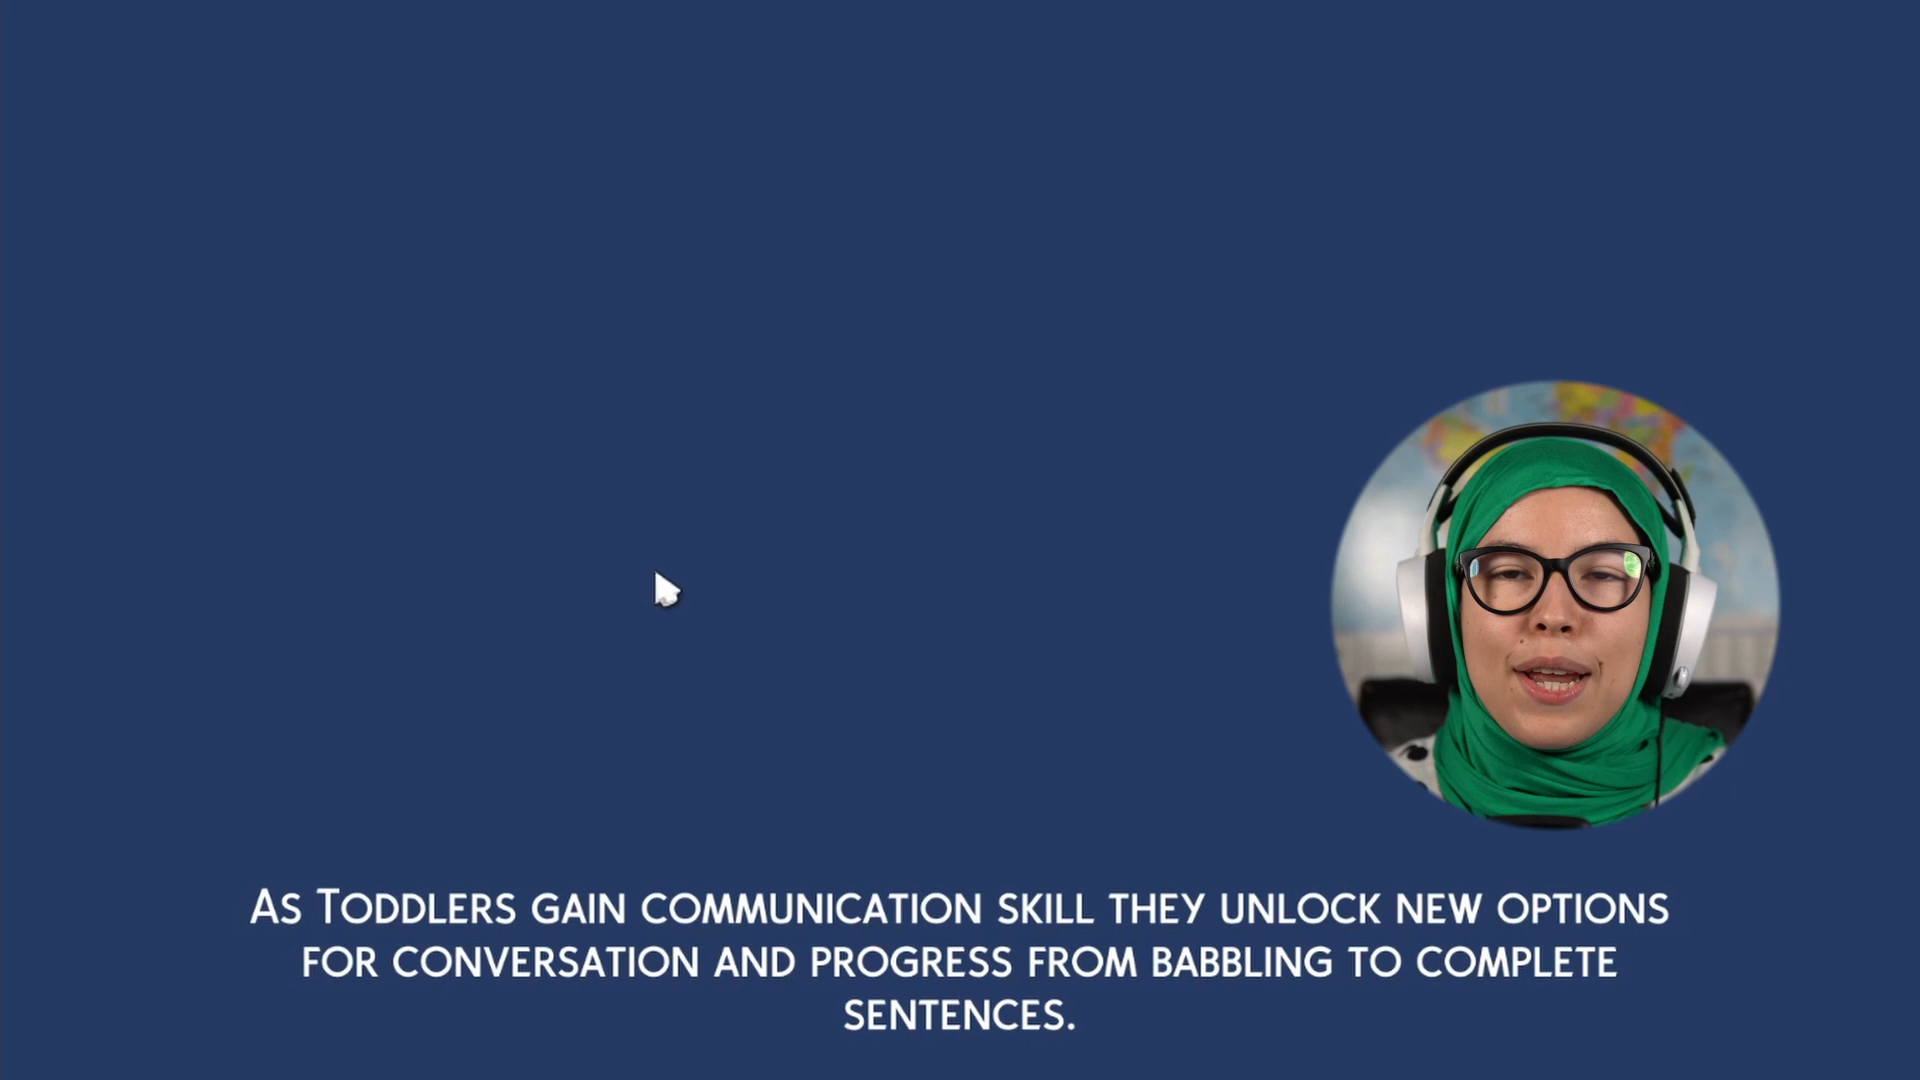 As Toddlers gain communication skill they unlock new options
for conversation and progress from babbling to complete
sentences.